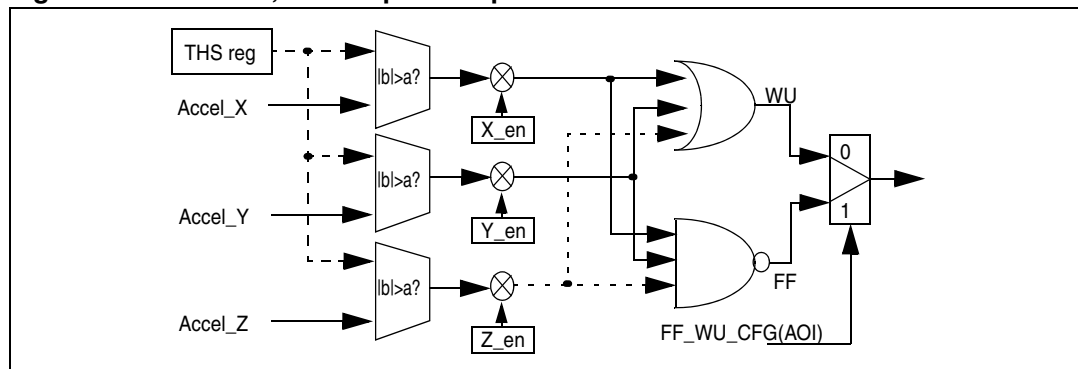 THS reg
|b|>a?
Accel_X
X_en
WU
0
|b|>a?
1
Accel_Y
Y_en
|b|>a?
FF
Accel_Z
Z_en
FF_WU_CFG(AOI)